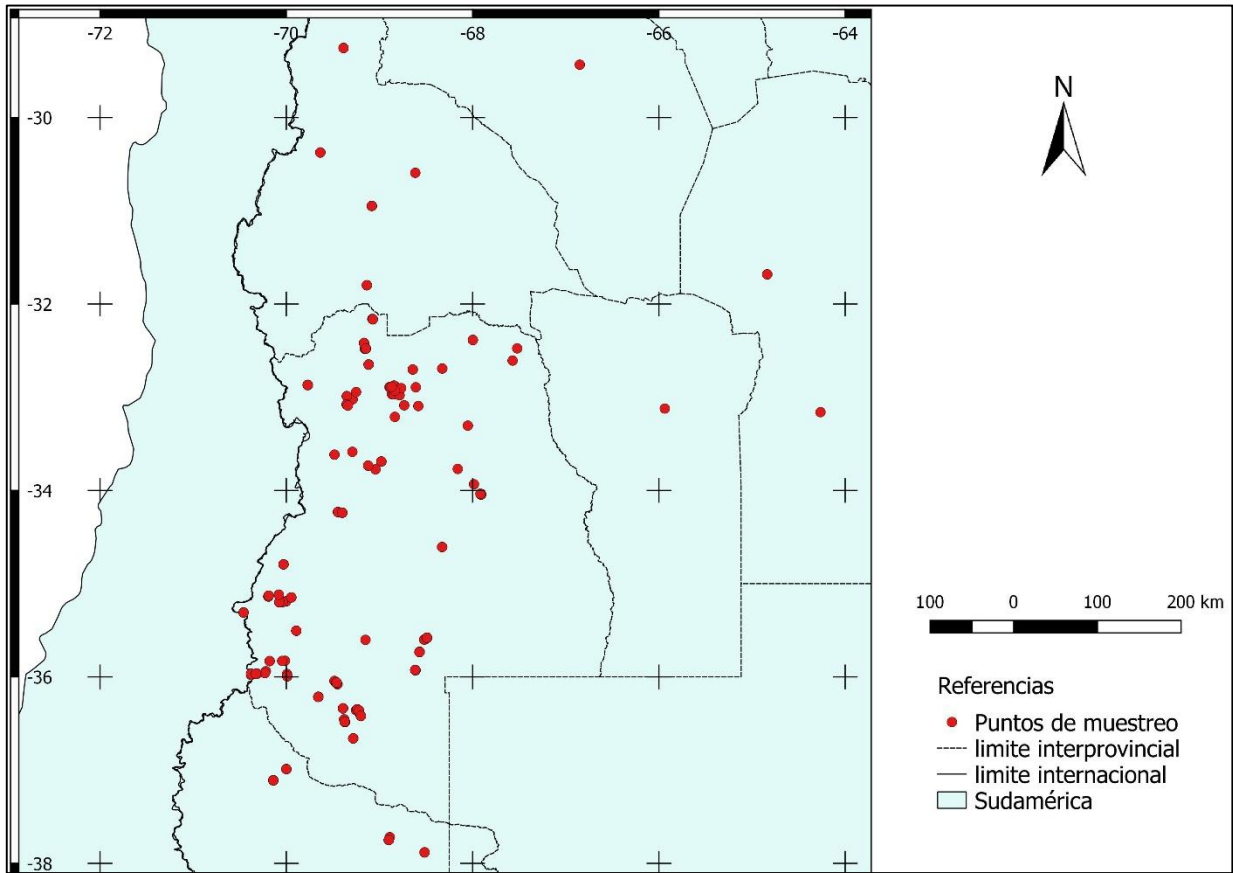 -72 -70 -68 -66 -64
-30
-32
-34
-36
-38
N
100 0 100 200 km
Referencias
Puntos de muestreo
limite interprovincial
limite internacional
Sudamérica